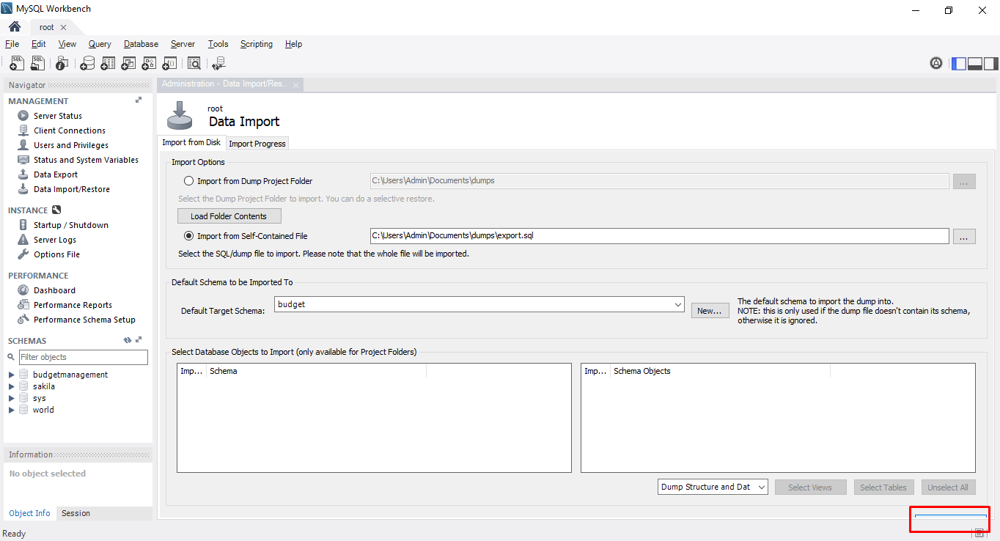 MySQL Workbench
root
File Edit View Query Database Server Tools Scripting Help
SQL SQL
Navigator
MANAGEMENT
Server Status
Client Connections
Users and Privileges
Status and System Variables
Data Export
Data Import/Restore
INSTANCE
Startup / Shutdown
Server Logs
Options File
PERFORMANCE
Dashboard
Performance Reports
Performance Schema Setup
SCHEMAS
Filter objects
budgetmanagement
sakila
sys
world
Information
No object selected
Object Info Session
Administration - Data Import/Res...
root
Data Import
Import from Disk Import Progress
Import Options
Import from Dump Project Folder C:\Users\Admin\Documents\dumps ...
Select the Dump Project Folder to import. You can do a selective restore.
Load Folder Contents
Import from Self-Contained File C:\Users\Admin\Documents\dumps\export.sql ...
Select the SQL/dump file to import. Please note that the whole file will be imported.
Default Schema to be Imported To
Default Target Schema: budget New...
The default schema to import the dump into.
NOTE: this is only used if the dump file doesn't contain its schema,
otherwise it is ignored.
Select Database Objects to Import (only available for Project Folders)
Imp... Schema
Imp... Schema Objects
Dump Structure and Dat Select Views Select Tables Unselect All
Ready